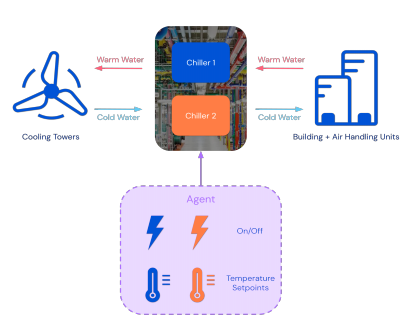 Chiller 1
Warm Water
Warm Water
Chiller 2
Cold Water
Cold Water
Cooling Towers
Building + Air Handling Units
Agent
On/Off
Temperature
Setpoints